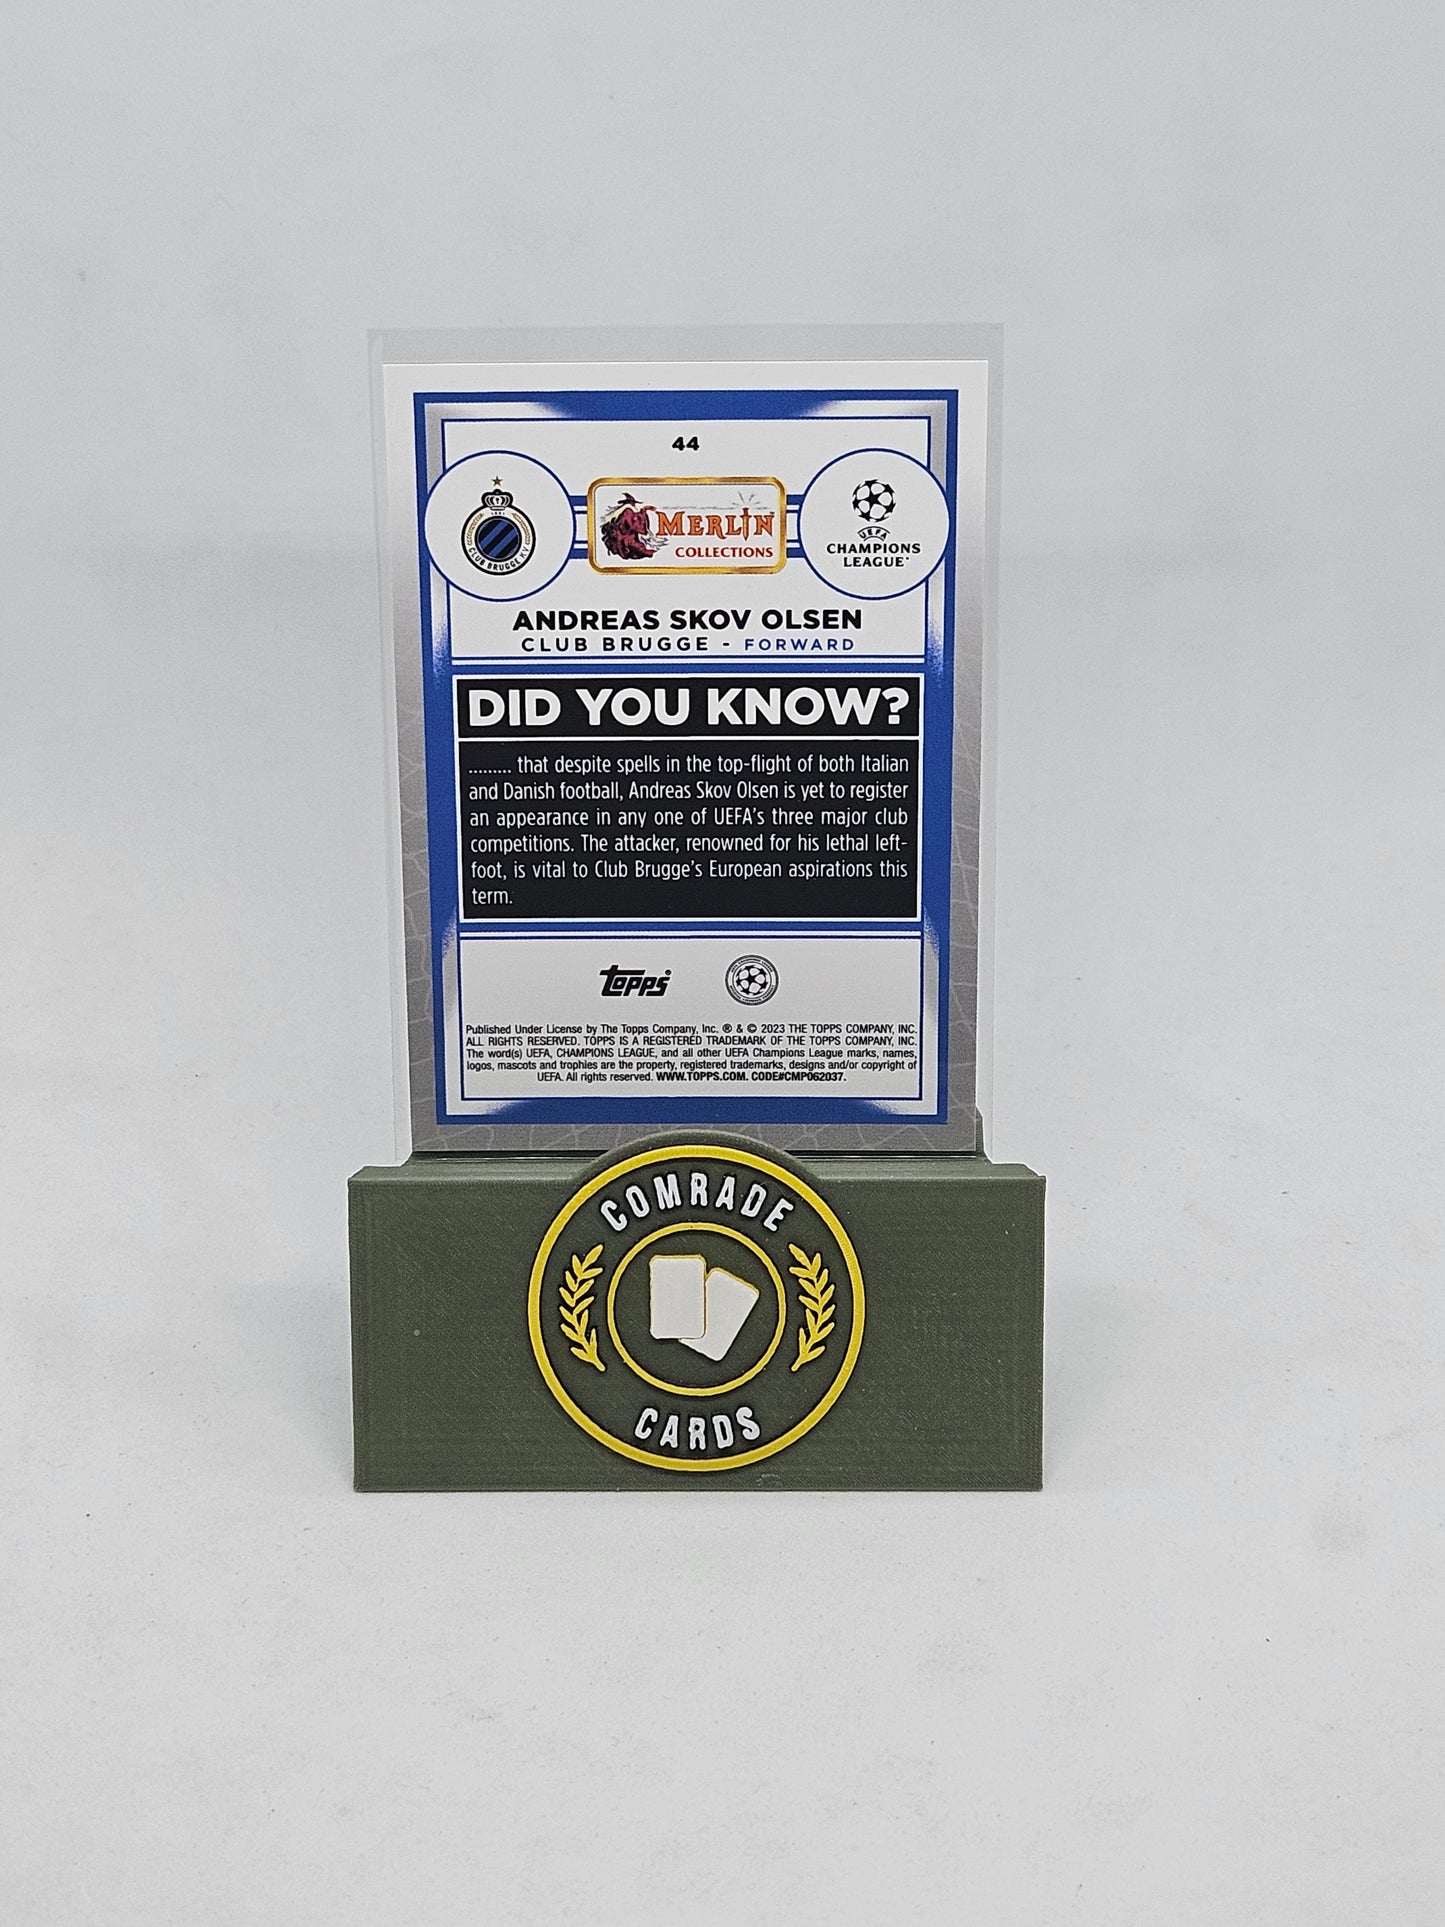 44
CLUB BRUGGE K.V
MERLIN
COLLECTIONS
UEFA
CHAMPIONS
LEAGUE
ANDREAS SKOV OLSEN
CLUB BRUGGE - FORWARD
DID YOU KNOW?
......... that despite spells in the top-flight of both Italian
and Danish football, Andreas Skov Olsen is yet to register
an appearance in any one of UEFA's three major club
competitions. The attacker, renowned for his lethal left-
foot, is vital to Club Brugge's European aspirations this
term.
topps®
Published Under License by The Topps Company, Inc. ® & © 2023 THE TOPPS COMPANY, INC.
ALL RIGHTS RESERVED. TOPPS IS A REGISTERED TRADEMARK OF THE TOPPS COMPANY, INC.
The word(s) UEFA, CHAMPIONS LEAGUE, and all other UEFA Champions League marks, names,
logos, mascots and trophies are the property, registered trademarks, designs and/or copyright of
UEFA. All rights reserved. WWW.TOPPS.COM. CODE#CMP062037.
COMRADE
CARDS